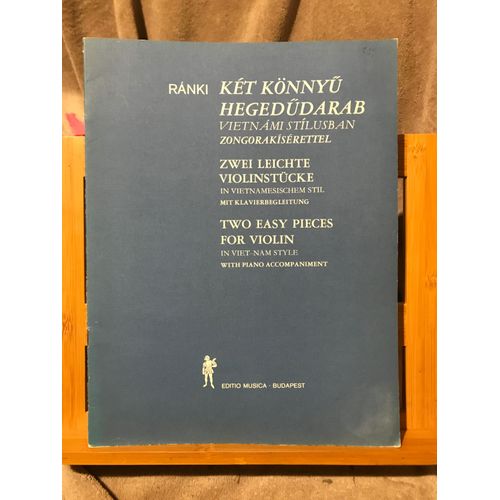 RÁNKI KÉT KÖNNYŰ
HEGEDŰDARAB
VIETNÁMI STÍLUSBAN
ZONGORAKÍSÉRETTEL
ZWEI LEICHTE
VIOLINSTÜCKE
IN VIETNAMESISCHEM STIL
MIT KLAVIERBEGLEITUNG
TWO EASY PIECES
FOR VIOLIN
IN VIET-NAM STYLE
WITH PIANO ACCOMPANIMENT
EDITIO MUSICA · BUDAPEST